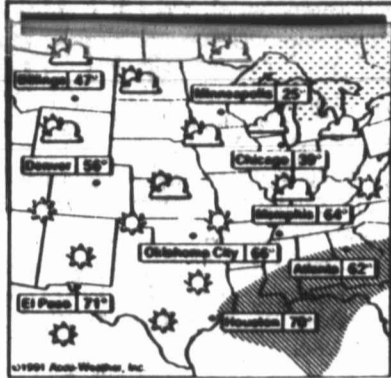 Billings 47°
Minneapolis 25°
Denver 56°
Chicago 39°
Memphis 64°
Oklahoma City 66°
Atlanta 62°
El Paso 71°
Houston 70°
©1991 Accu-Weather, Inc.